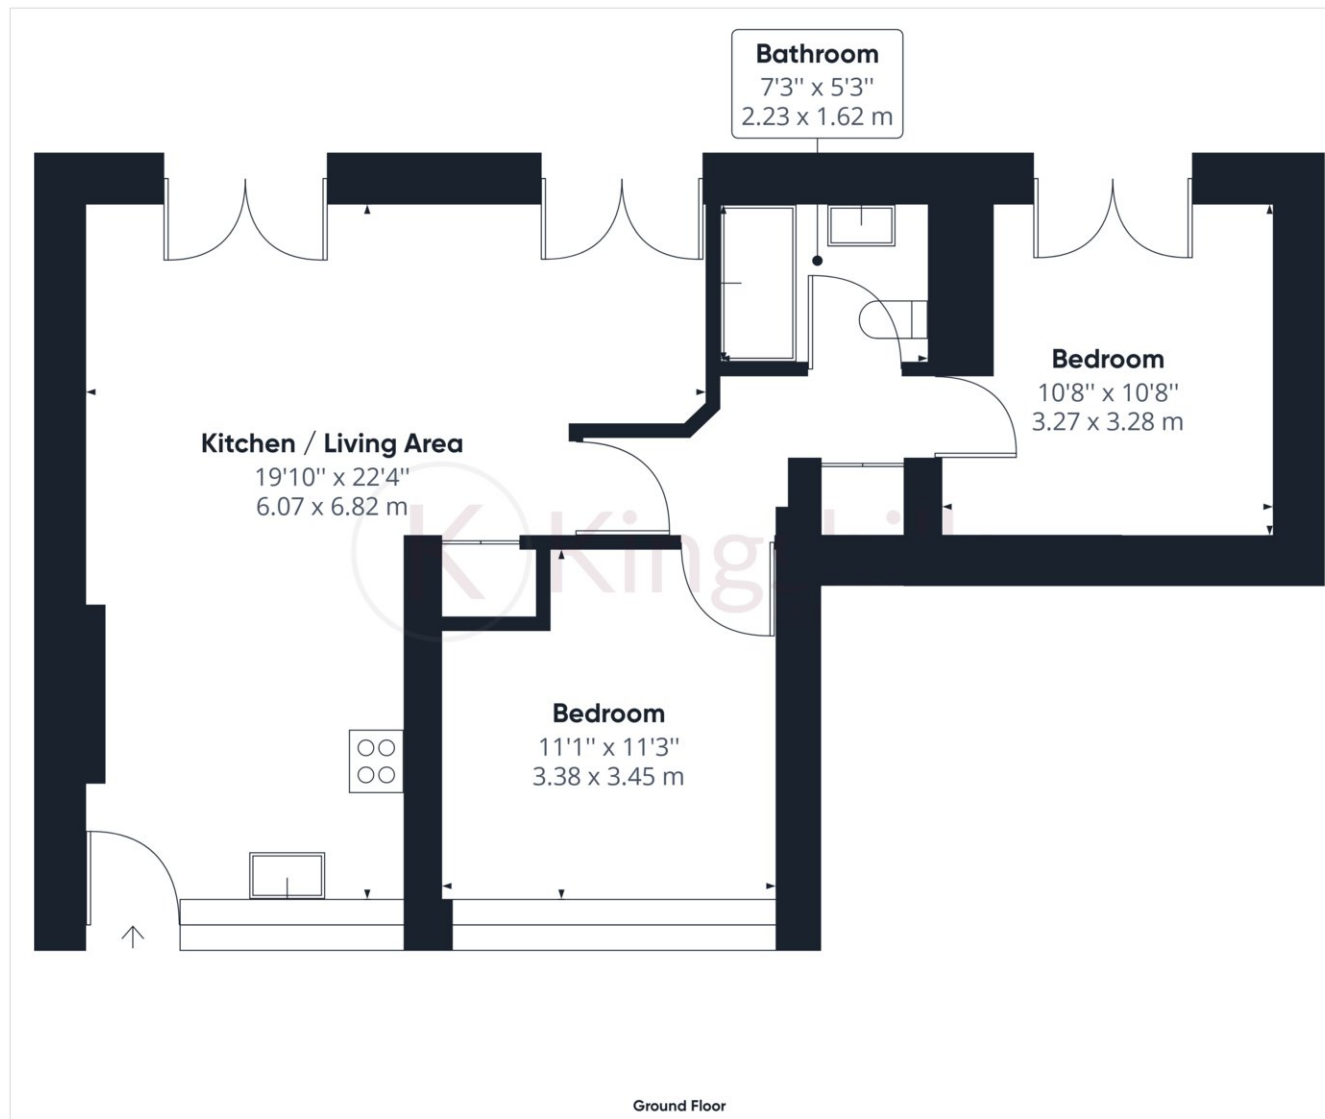 Bathroom
7'3'' x 5'3''
2.23 x 1.62 m
Bedroom
10'8'' x 10'8''
3.27 x 3.28 m
Kitchen / Living Area
19'10'' x 22'4''
6.07 x 6.82 m
Bedroom
11'1'' x 11'3''
3.38 x 3.45 m
Ground Floor